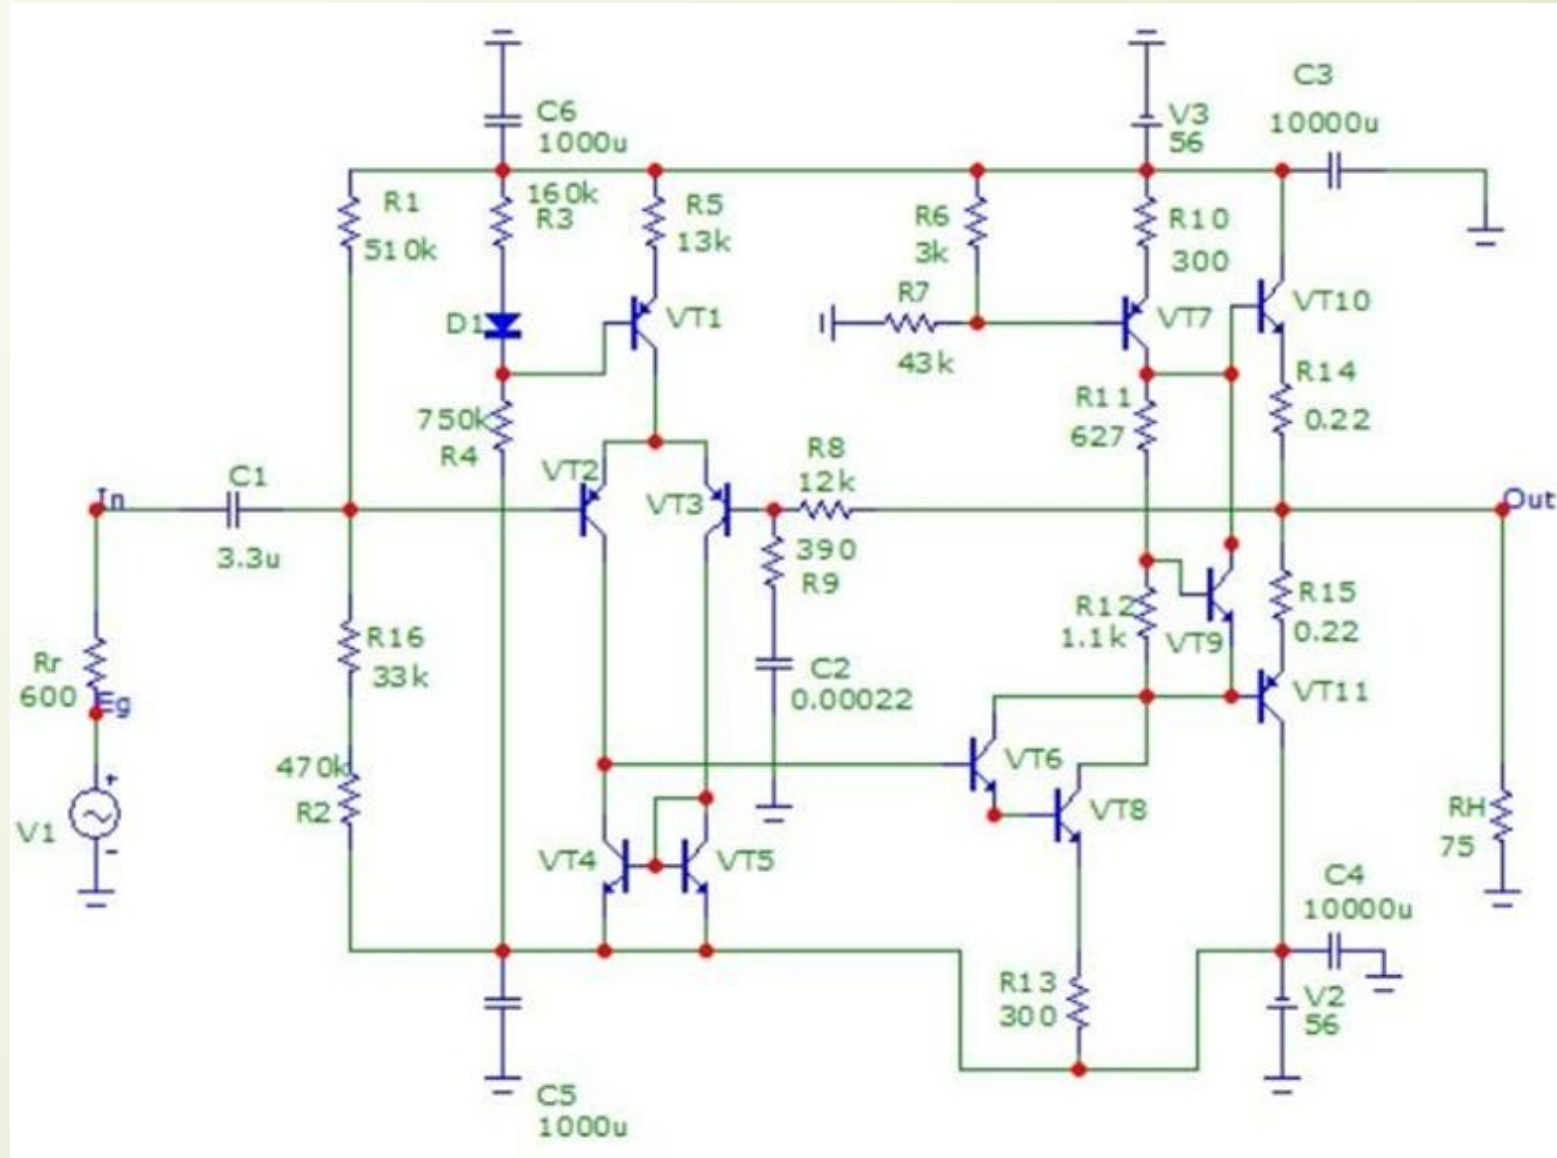 C6
1000u
V3
56
C3
10000u
R1
510k
160k
R3
R5
13k
R6
3k
R10
300
D1
VT1
R7
43k
VT7
VT10
750k
R4
R11
627
R14
0.22
In
C1
3.3u
VT2
VT3
R8
12k
390
R9
Out
Rr
600
Eg
R16
33k
C2
0.00022
R12
1.1k
VT9
R15
0.22
VT11
V1
+
-
470k
R2
VT6
VT8
RH
75
VT4
VT5
C4
10000u
R13
300
V2
56
C5
1000u